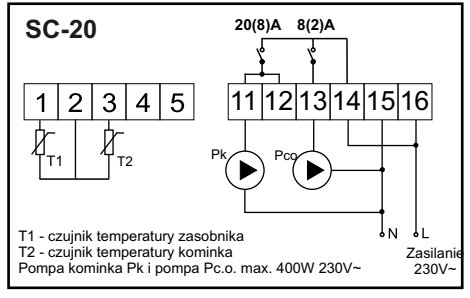 SC-20
20(8)A 8(2)A
1 2 3 4 5
11 12 13 14 15 16
T1 T2
Pk Pco
N L
T1 - czujnik temperatury zasobnika
T2 - czujnik temperatury kominka
Pompa kominka Pk i pompa Pc.o. max. 400W 230V~
Zasilanie
230V~